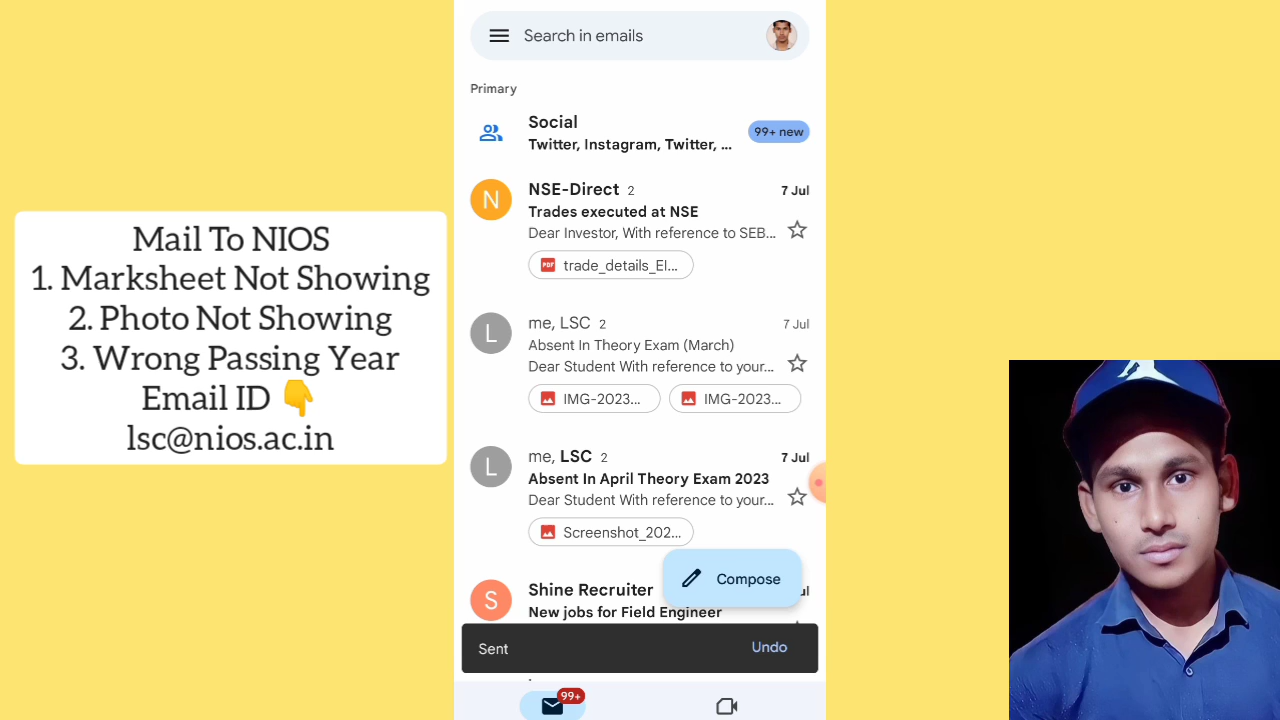 Mail To NIOS
1. Marksheet Not Showing
2. Photo Not Showing
3. Wrong Passing Year
Email ID 👇
lsc@nios.ac.in
Search in emails
Primary
Social
99+ new
Twitter, Instagram, Twitter, ...
N
NSE-Direct 2
7 Jul
Trades executed at NSE
Dear Investor, With reference to SEB...
PDF
trade_details_El...
L
me, LSC 2
7 Jul
Absent In Theory Exam (March)
Dear Student With reference to your...
IMG-2023...
IMG-2023...
L
me, LSC 2
7 Jul
Absent In April Theory Exam 2023
Dear Student With reference to your...
Screenshot_202...
Compose
S
Shine Recruiter
New jobs for Field Engineer
Sent
Undo
99+